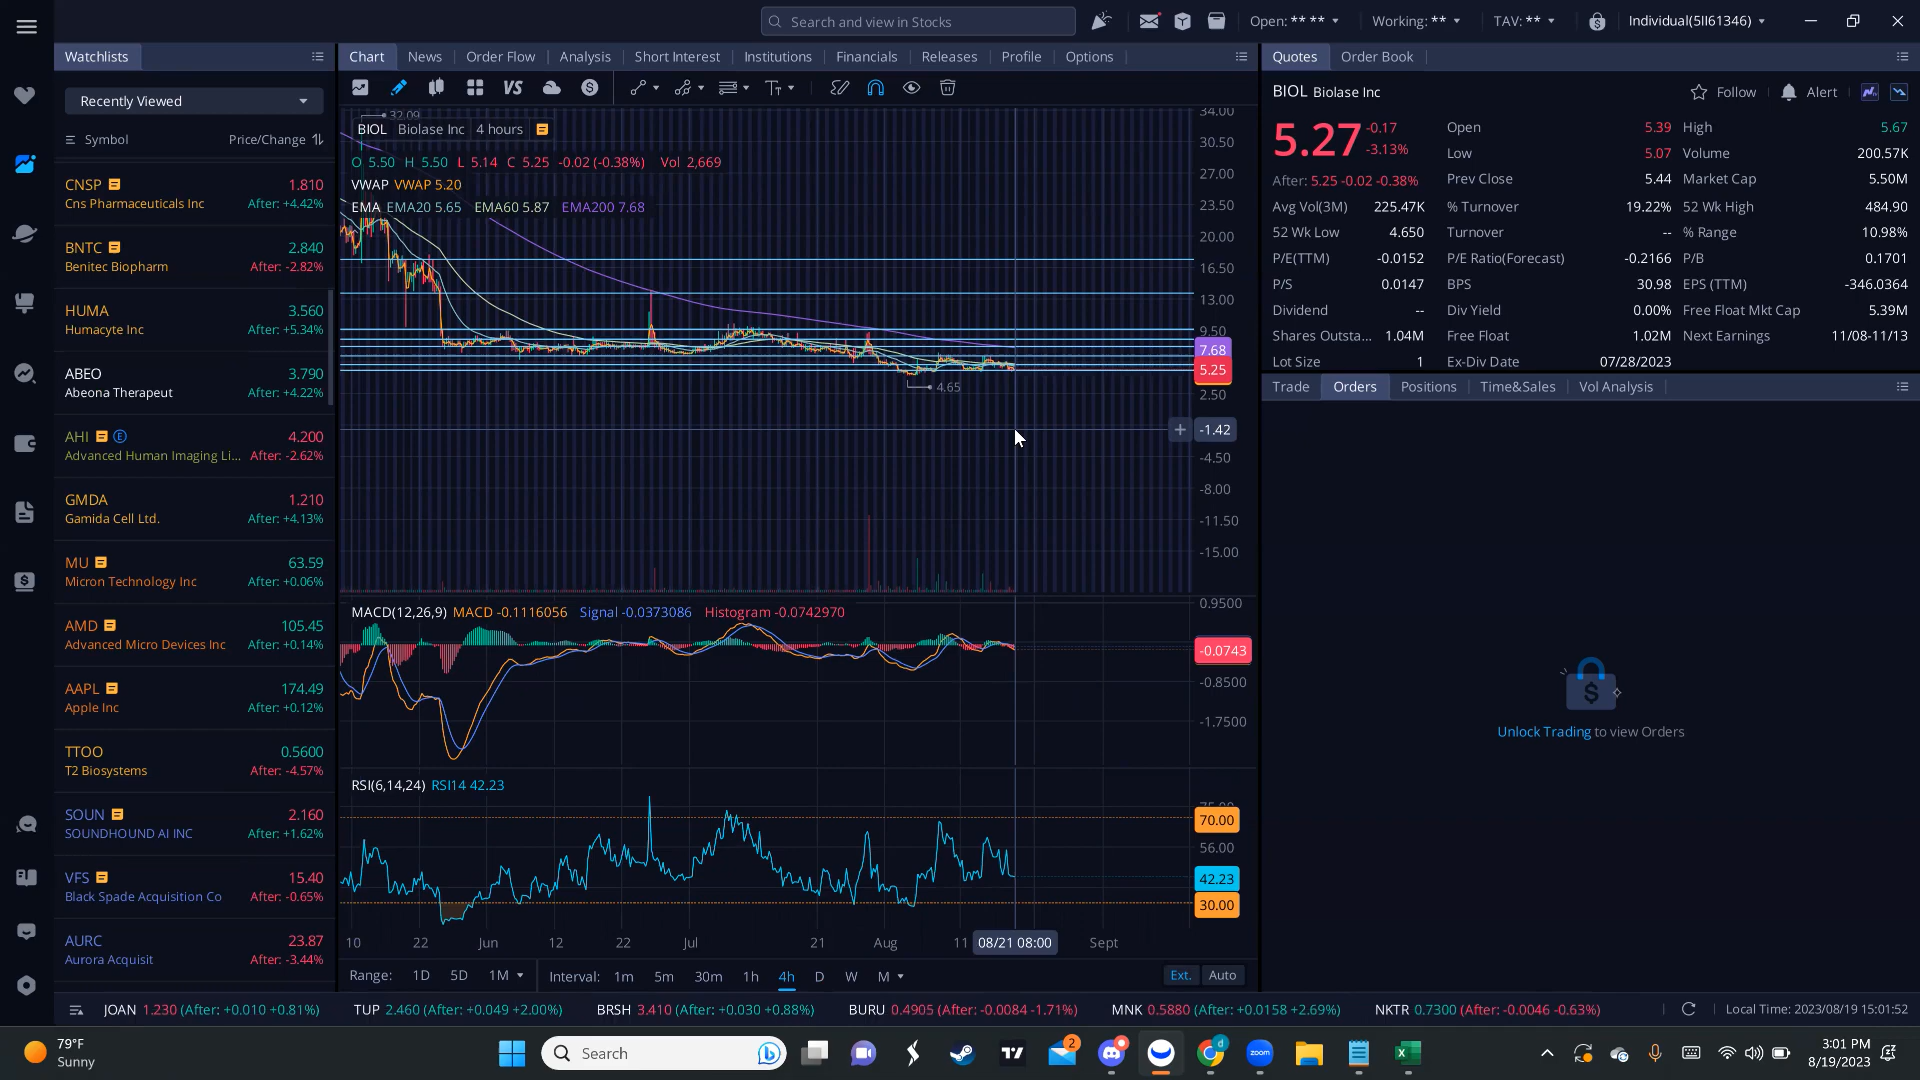 Search and view in Stocks
Open: ** **
Working: **
TAV: **
Individual(5II61346)
Watchlists
Chart
News
Order Flow
Analysis
Short Interest
Institutions
Financials
Releases
Profile
Options
Quotes
Order Book
Recently Viewed
Symbol
Price/Change
CNSP 1.810
Cns Pharmaceuticals Inc After: +4.42%
BNTC 2.840
Benitec Biopharm After: -2.82%
HUMA 3.560
Humacyte Inc After: +5.34%
ABEO 3.790
Abeona Therapeut After: +4.22%
AHI E 4.200
Advanced Human Imaging Li... After: -2.62%
GMDA 1.210
Gamida Cell Ltd. After: +4.13%
MU 63.59
Micron Technology Inc After: +0.06%
AMD 105.45
Advanced Micro Devices Inc After: +0.14%
AAPL 174.49
Apple Inc After: +0.12%
TTOO 0.5600
T2 Biosystems After: -4.57%
SOUN 2.160
SOUNDHOUND AI INC After: +1.62%
VFS 15.40
Black Spade Acquisition Co After: -0.65%
AURC 23.87
Aurora Acquisit After: -3.44%
VS
32.09
BIOL Biolase Inc 4 hours
O 5.50 H 5.50 L 5.14 C 5.25 -0.02 (-0.38%) Vol 2,669
VWAP VWAP 5.20
EMA EMA20 5.65 EMA60 5.87 EMA200 7.68
4.65
34.00
30.50
27.00
23.50
20.00
16.50
13.00
9.50
7.68
5.25
2.50
-1.42
-4.50
-8.00
-11.50
-15.00
MACD(12,26,9) MACD -0.1116056 Signal -0.0373086 Histogram -0.0742970
0.9500
-0.0743
-0.8500
-1.7500
RSI(6,14,24) RSI14 42.23
75.00
70.00
56.00
42.23
30.00
10 22 Jun 12 22 Jul 21 Aug 11 08/21 08:00 Sept
Range: 1D 5D 1M Interval: 1m 5m 30m 1h 4h D W M Ext. Auto
BIOL Biolase Inc
Follow
Alert
5.27 -0.17
-3.13%
After: 5.25 -0.02 -0.38%
Open 5.39 High 5.67
Low 5.07 Volume 200.57K
Prev Close 5.44 Market Cap 5.50M
Avg Vol(3M) 225.47K % Turnover 19.22% 52 Wk High 484.90
52 Wk Low 4.650 Turnover -- % Range 10.98%
P/E(TTM) -0.0152 P/E Ratio(Forecast) -0.2166 P/B 0.1701
P/S 0.0147 BPS 30.98 EPS (TTM) -346.0364
Dividend -- Div Yield 0.00% Free Float Mkt Cap 5.39M
Shares Outsta... 1.04M Free Float 1.02M Next Earnings 11/08-11/13
Lot Size 1 Ex-Div Date 07/28/2023
Trade
Orders
Positions
Time&Sales
Vol Analysis
Unlock Trading to view Orders
JOAN 1.230 (After: +0.010 +0.81%) TUP 2.460 (After: +0.049 +2.00%) BRSH 3.410 (After: +0.030 +0.88%) BURU 0.4905 (After: -0.0084 -1.71%) MNK 0.5880 (After: +0.0158 +2.69%) NKTR 0.7300 (After: -0.0046 -0.63%) Local Time: 2023/08/19 15:01:52
79°F
Sunny
Search
2
zoom
3:01 PM
8/19/2023